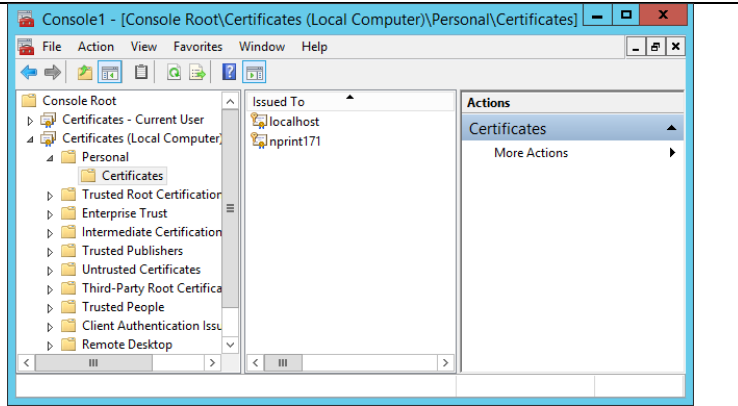 Console1 - [Console Root\Certificates (Local Computer)\Personal\Certificates]
File Action View Favorites Window Help
Console Root
Certificates - Current User
Certificates (Local Computer)
Personal
Certificates
Trusted Root Certification
Enterprise Trust
Intermediate Certification
Trusted Publishers
Untrusted Certificates
Third-Party Root Certifica
Trusted People
Client Authentication Issu
Remote Desktop
Issued To
localhost
nprint171
Actions
Certificates
More Actions